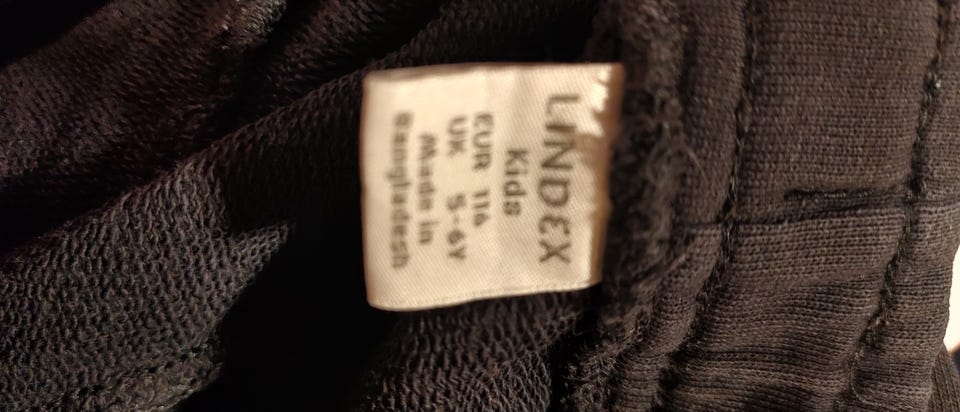 LINDEX
Kids
EUR 116
UK 5-6Y
Made in
Bangladesh